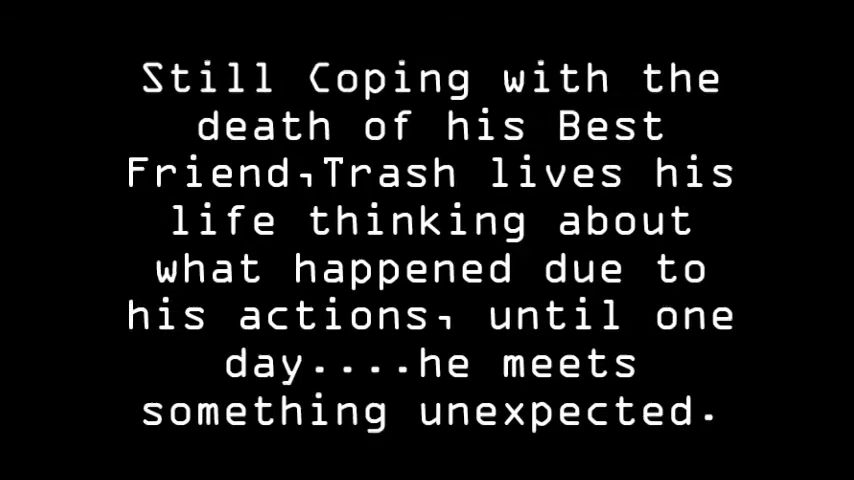 Still Coping with the
death of his Best
Friend,Trash lives his
life thinking about
what happened due to
his actions, until one
day....he meets
something unexpected.